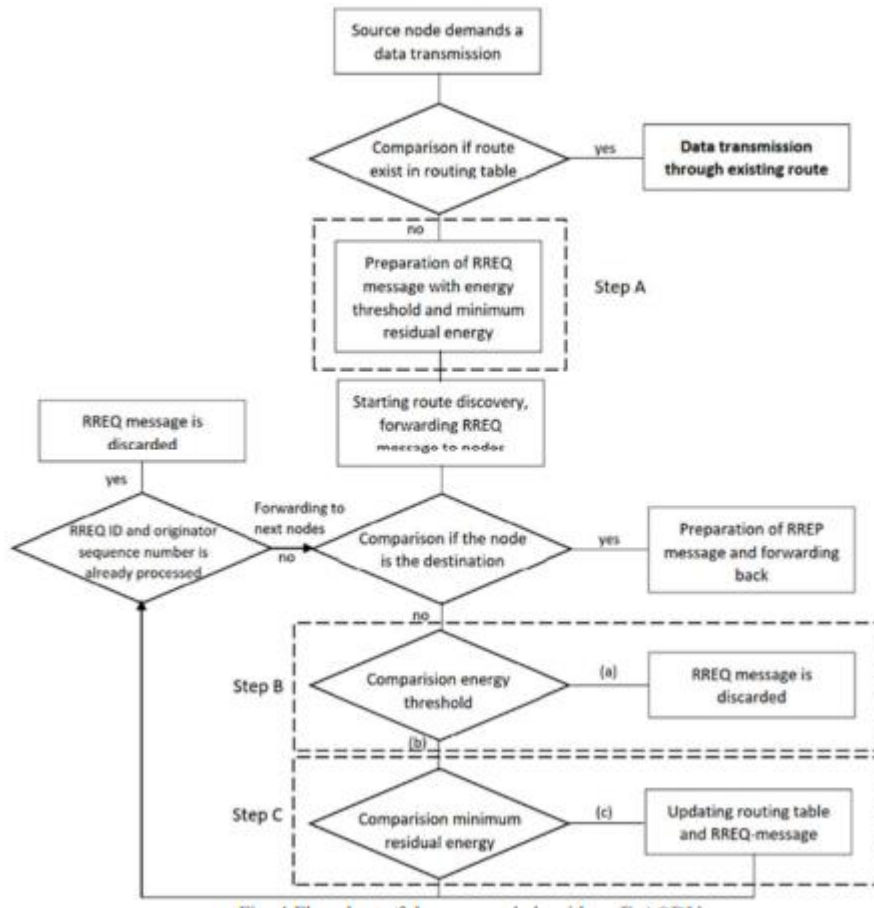 Source node demands a
data transmission
Comparison if route
exist in routing table
yes
Data transmission
through existing route
no
Preparation of RREQ
message with energy
threshold and minimum
residual energy
Step A
Starting route discovery,
forwarding RREQ
message to nodes
RREQ message is
discarded
yes
RREQ ID and originator
sequence number is
already processed
Forwarding to
next nodes
no
Comparison if the node
is the destination
yes
Preparation of RREP
message and forwarding
back
no
Step B
Comparision energy
threshold
(a)
RREQ message is
discarded
(b)
Step C
Comparision minimum
residual energy
(c)
Updating routing table
and RREQ-message